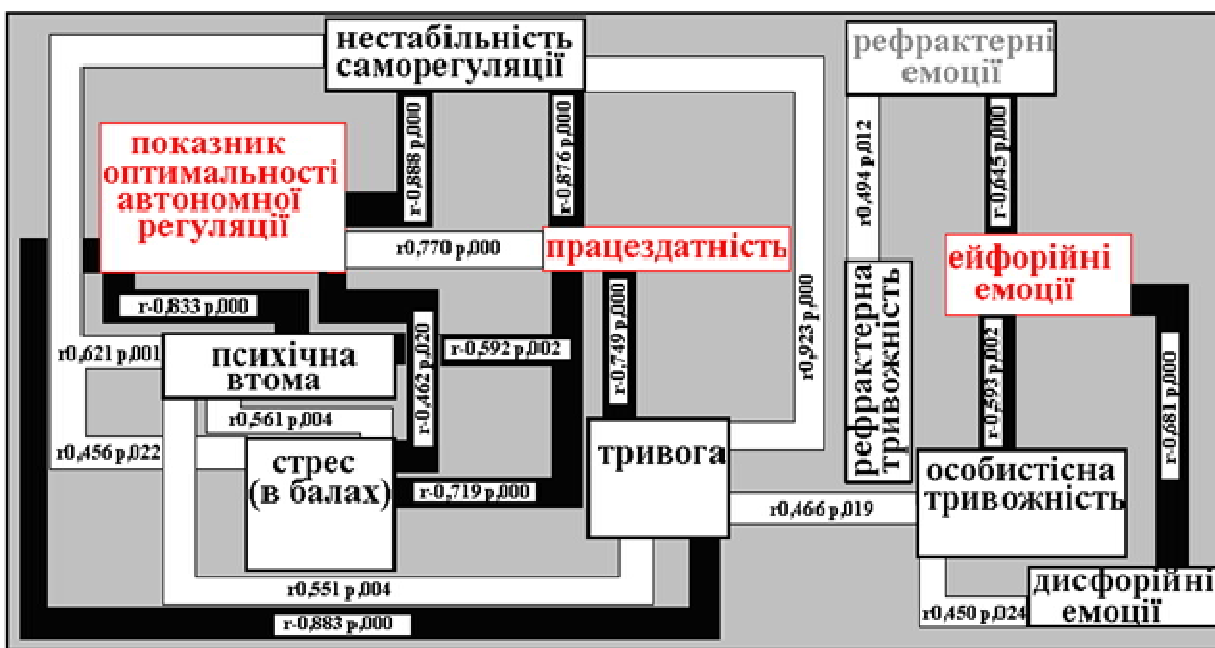 нестабільність
саморегуляції
рефрактерні
емоції
показник
оптимальності
автономної
регуляції
r-0,888 p,000
r-0,876 p,000
r0,494 p,012
r-0,645 p,000
r0,770 p,000
працездатність
ейфорійні
емоції
рефрактерна
тривожність
r-0,833 p,000
r-0,749 p,000
r0,923 p,000
r0,621 p,001
психічна
втома
r-0,462 p,020
r-0,592 p,002
r-0,593 p,002
r-0,681 p,000
r0,561 p,004
r0,456 p,022
стрес
(в балах)
r-0,719 p,000
тривога
особистісна
тривожність
r0,466 p,019
r0,551 p,004
r-0,883 p,000
дисфорійні
емоції
r0,450 p,024